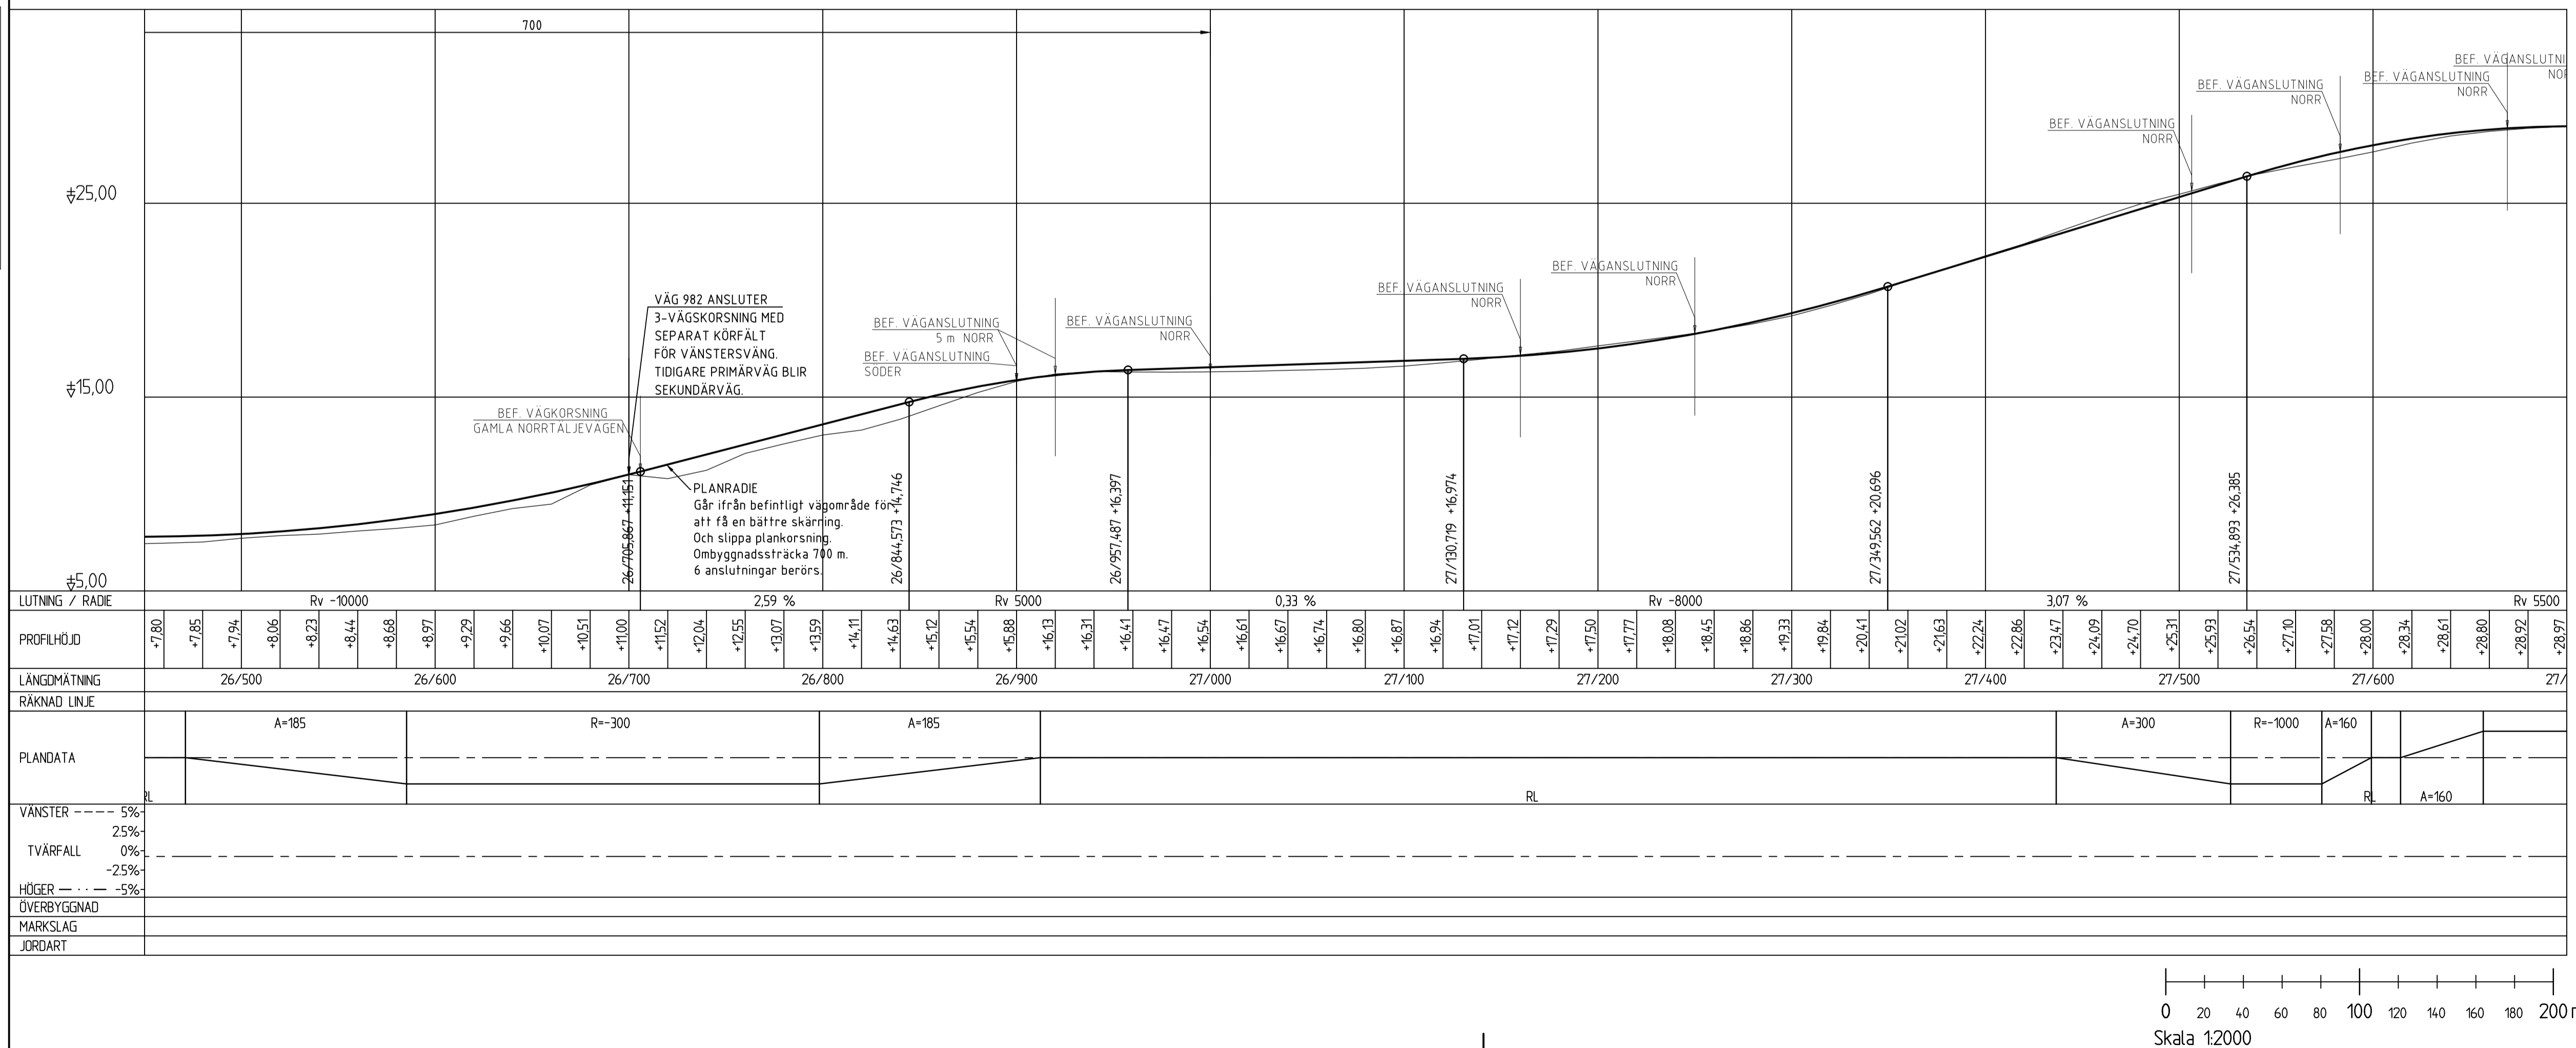 700
BEF. VÄGANSLUTNI
NOR
BEF. VÄGANSLUTNING
NORR
BEF. VÄGANSLUTNING
NORR
BEF. VÄGANSLUTNING
NORR
±25,00
BEF. VÄGANSLUTNING
NORR
BEF. VÄGANSLUTNING
NORR
VÄG 982 ANSLUTER
3-VÄGSKORSNING MED
SEPARAT KÖRFÄLT
FÖR VÄNSTERSVÄNG.
TIDIGARE PRIMÄRVÄG BLIR
SEKUNDÄRVÄG.
BEF. VÄGANSLUTNING
5 m NORR
BEF. VÄGANSLUTNING
SÖDER
BEF. VÄGANSLUTNING
NORR
±15,00
BEF. VÄGKORSNING
GAMLA NORRTÄLJEVÄGEN
PLANRADIE
Går ifrån befintligt vägområde för
att få en bättre skärning.
Och slippa plankorsning.
Ombyggnadssträcka 700 m.
6 anslutningar berörs.
26/705,867 +11,151
26/844,573 +14,746
26/957,487 +16,397
27/130,719 +16,974
27/349,562 +20,696
27/534,893 +26,385
±5,00
LUTNING / RADIE Rv -10000 2,59 % Rv 5000 0,33 % Rv -8000 3,07 % Rv 5500
PROFILHÖJD +7,80 +7,85 +7,94 +8,06 +8,23 +8,44 +8,68 +8,97 +9,29 +9,66 +10,07 +10,51 +11,00 +11,52 +12,04 +12,55 +13,07 +13,59 +14,11 +14,63 +15,12 +15,54 +15,88 +16,13 +16,31 +16,41 +16,47 +16,54 +16,61 +16,67 +16,74 +16,80 +16,87 +16,94 +17,01 +17,12 +17,29 +17,50 +17,77 +18,08 +18,45 +18,86 +19,33 +19,84 +20,41 +21,02 +21,63 +22,24 +22,86 +23,47 +24,09 +24,70 +25,31 +25,93 +26,54 +27,10 +27,58 +28,00 +28,34 +28,61 +28,80 +28,92 +28,97
LÄNGDMÄTNING 26/500 26/600 26/700 26/800 26/900 27/000 27/100 27/200 27/300 27/400 27/500 27/600 27/
RÄKNAD LINJE
A=185 R=-300 A=185 A=300 R=-1000 A=160
PLANDATA
RL RL RL A=160
VÄNSTER ---- 5%
2.5%
TVÄRFALL 0%
-2.5%
HÖGER — · · — -5%
ÖVERBYGGNAD
MARKSLAG
JORDART
0 20 40 60 80 100 120 140 160 180 200 m
Skala 1:2000